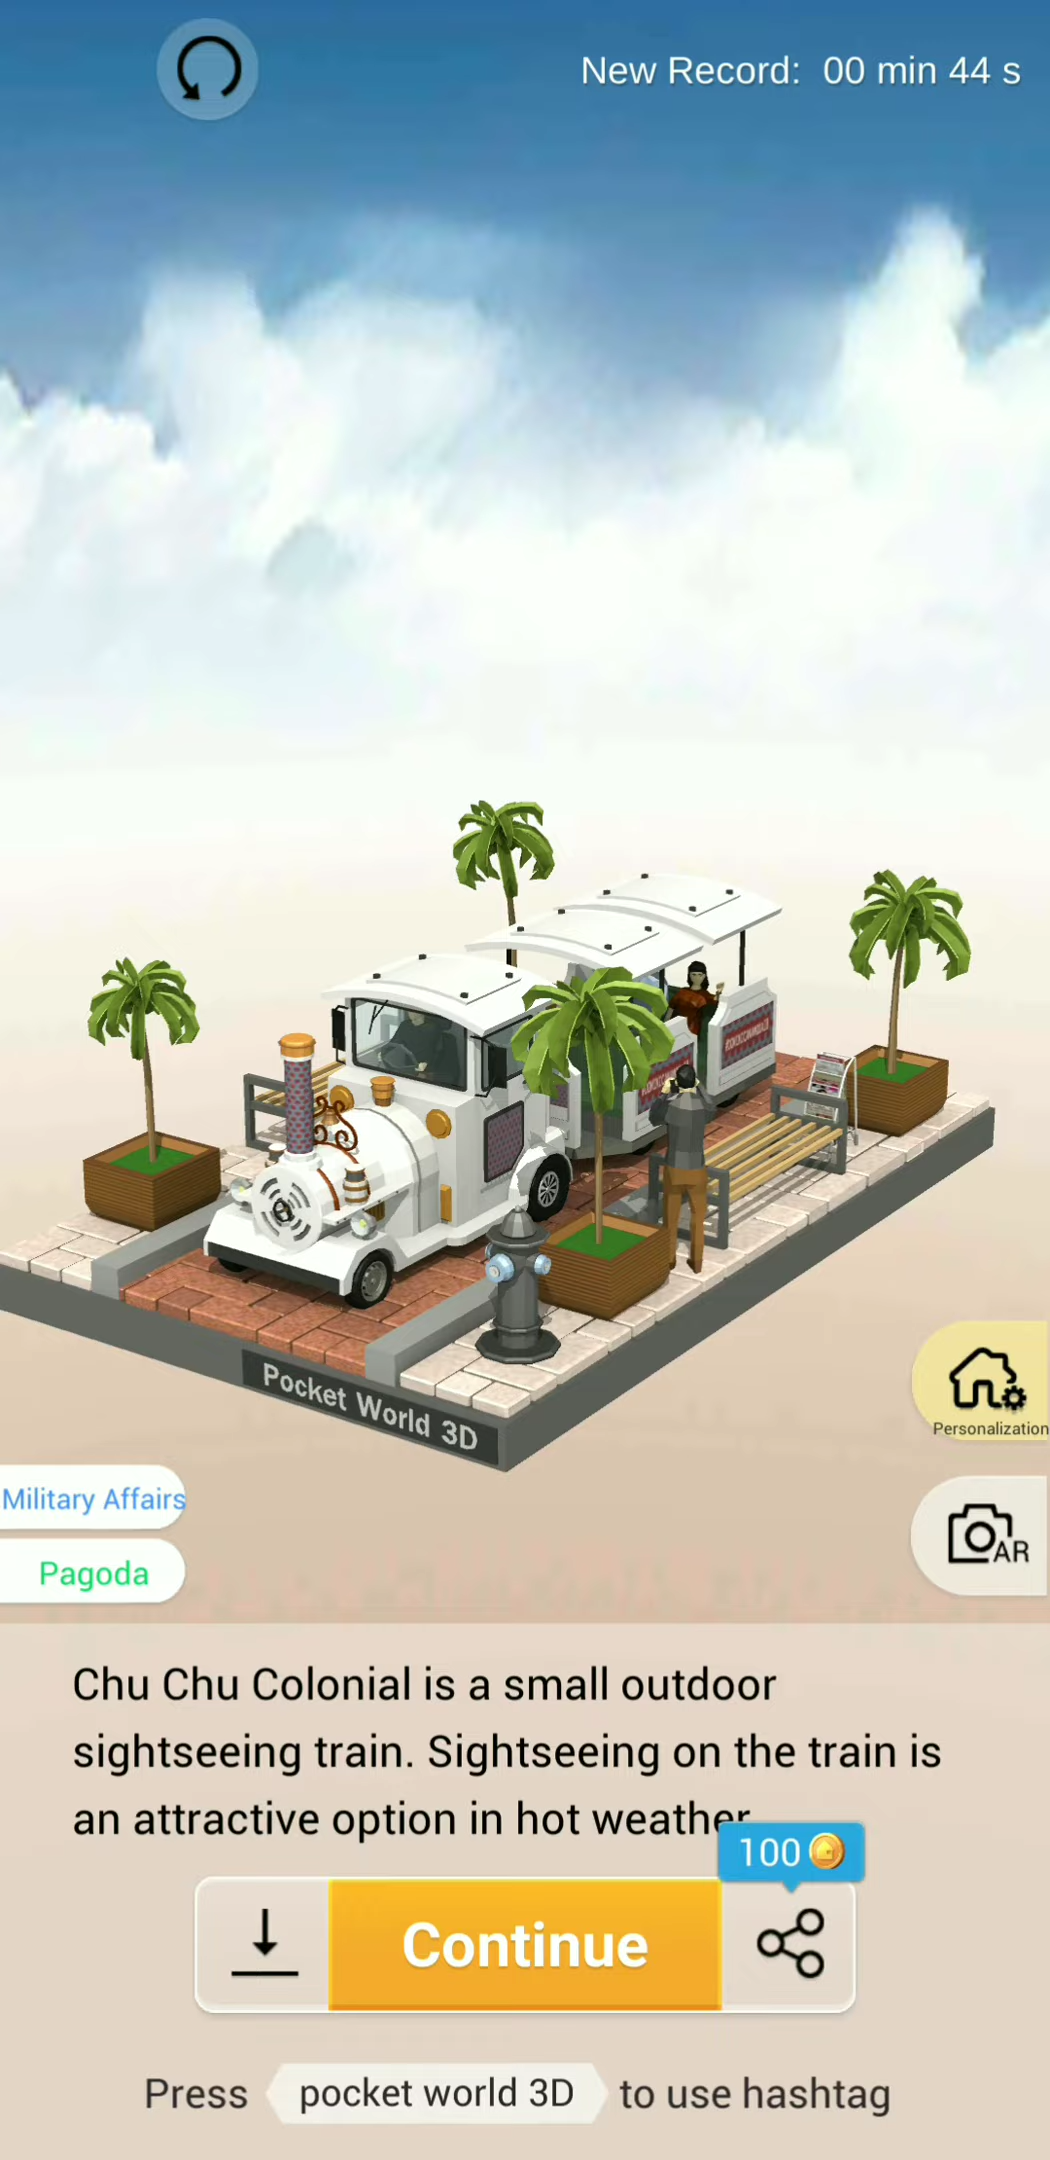 New Record: 00 min 44 s
Pocket World 3D
Personalization
Military Affairs
AR
Pagoda
Chu Chu Colonial is a small outdoor
sightseeing train. Sightseeing on the train is
an attractive option in hot weather
100
Continue
Press pocket world 3D to use hashtag